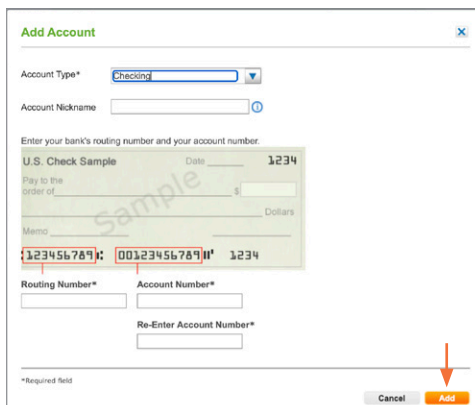 Add Account
Account Type* Checking
Account Nickname
Enter your bank's routing number and your account number.
U.S. Check Sample Date 1234
Pay to the
order of $
Sample
Dollars
Memo
⑆123456789⑆ 00123456789⑈ 1234
Routing Number* Account Number*
Re-Enter Account Number*
*Required field
Cancel Add